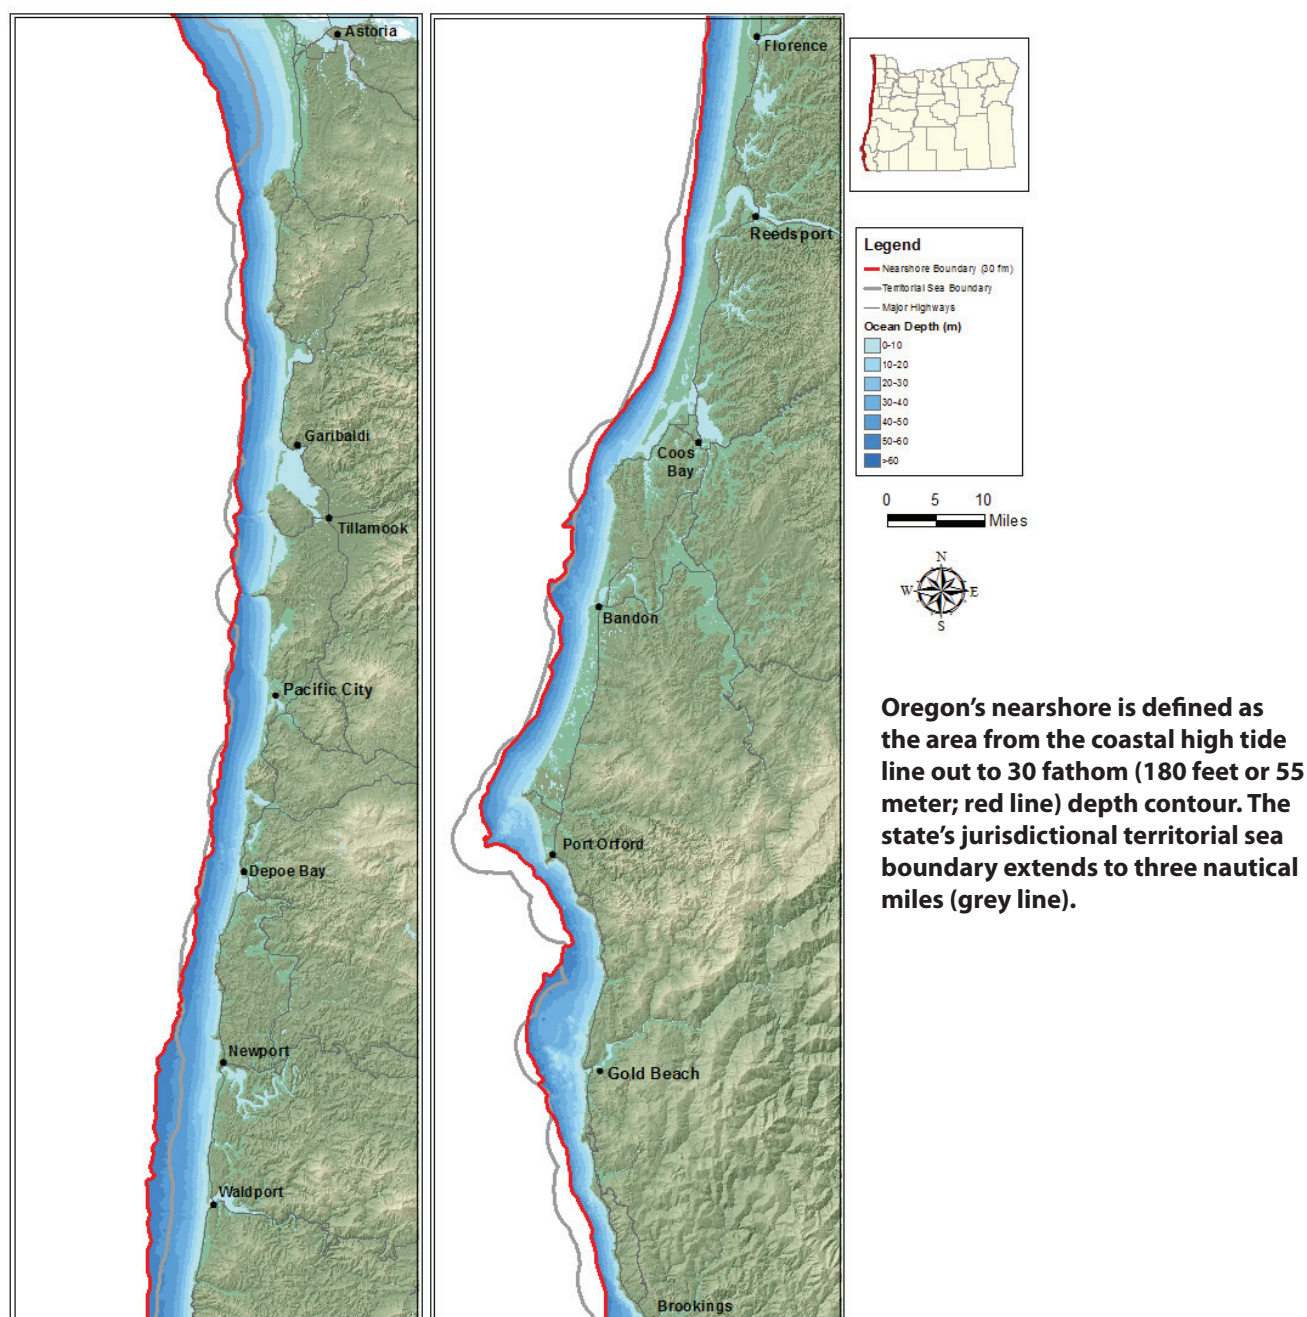 Astoria
Garibaldi
Tillamook
Pacific City
Depoe Bay
Newport
Waldport
Florence
Reedsport
Coos
Bay
Bandon
Port Orford
Gold Beach
Brookings
Legend
Nearshore Boundary (30 fm)
Territorial Sea Boundary
Major Highways
Ocean Depth (m)
0-10
10-20
20-30
30-40
40-50
50-60
>60
0 5 10
Miles
N
W E
S
Oregon’s nearshore is defined as
the area from the coastal high tide
line out to 30 fathom (180 feet or 55
meter; red line) depth contour. The
state’s jurisdictional territorial sea
boundary extends to three nautical
miles (grey line).